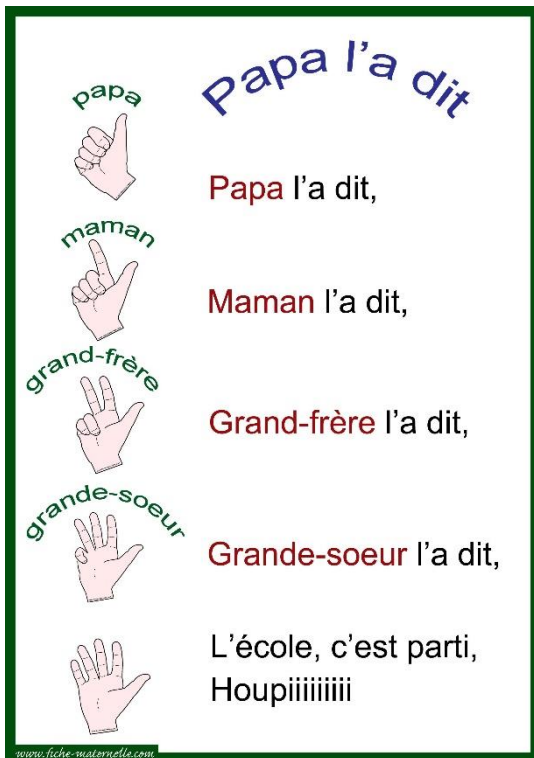 Papa l'a dit
papa
Papa l'a dit,
maman
Maman l'a dit,
grand-frère
Grand-frère l'a dit,
grande-soeur
Grande-soeur l'a dit,
L'école, c'est parti,
Houpiiiiiiiiii
www.fiche-maternelle.com